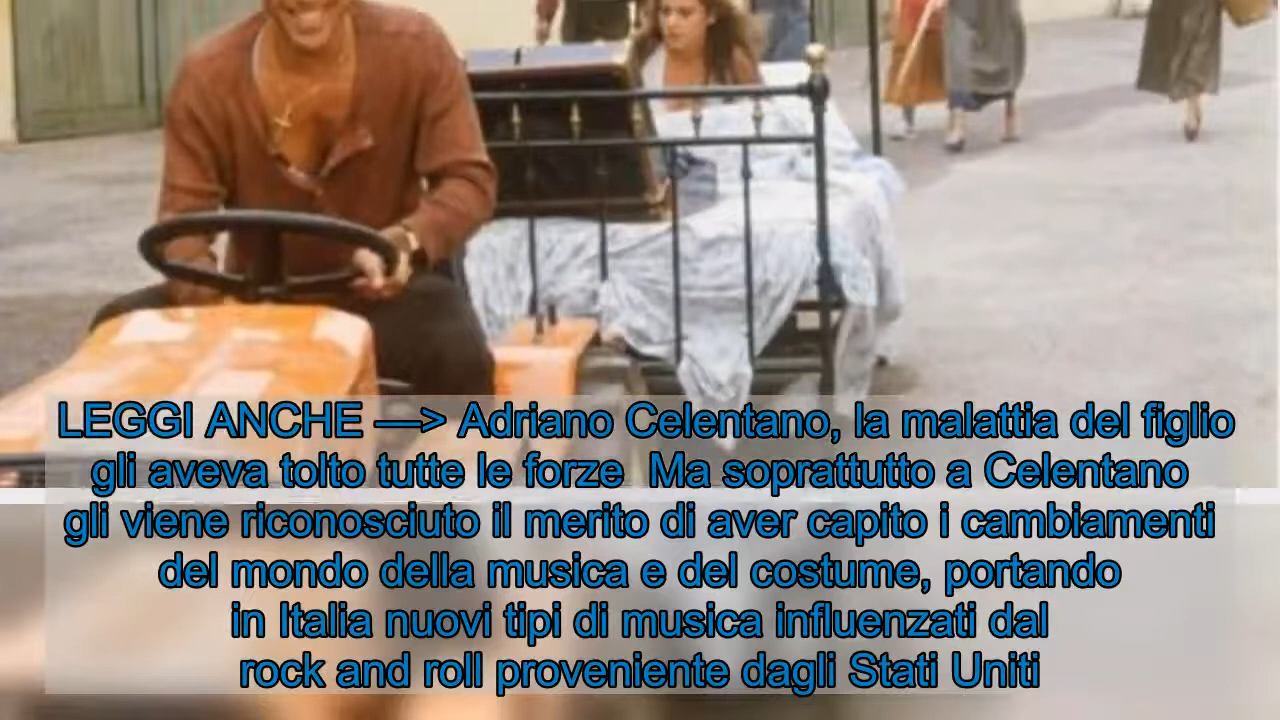 LEGGI ANCHE —> Adriano Celentano, la malattia del figlio
gli aveva tolto tutte le forze  Ma soprattutto a Celentano
gli viene riconosciuto il merito di aver capito i cambiamenti
del mondo della musica e del costume, portando
in Italia nuovi tipi di musica influenzati dal
rock and roll proveniente dagli Stati Uniti